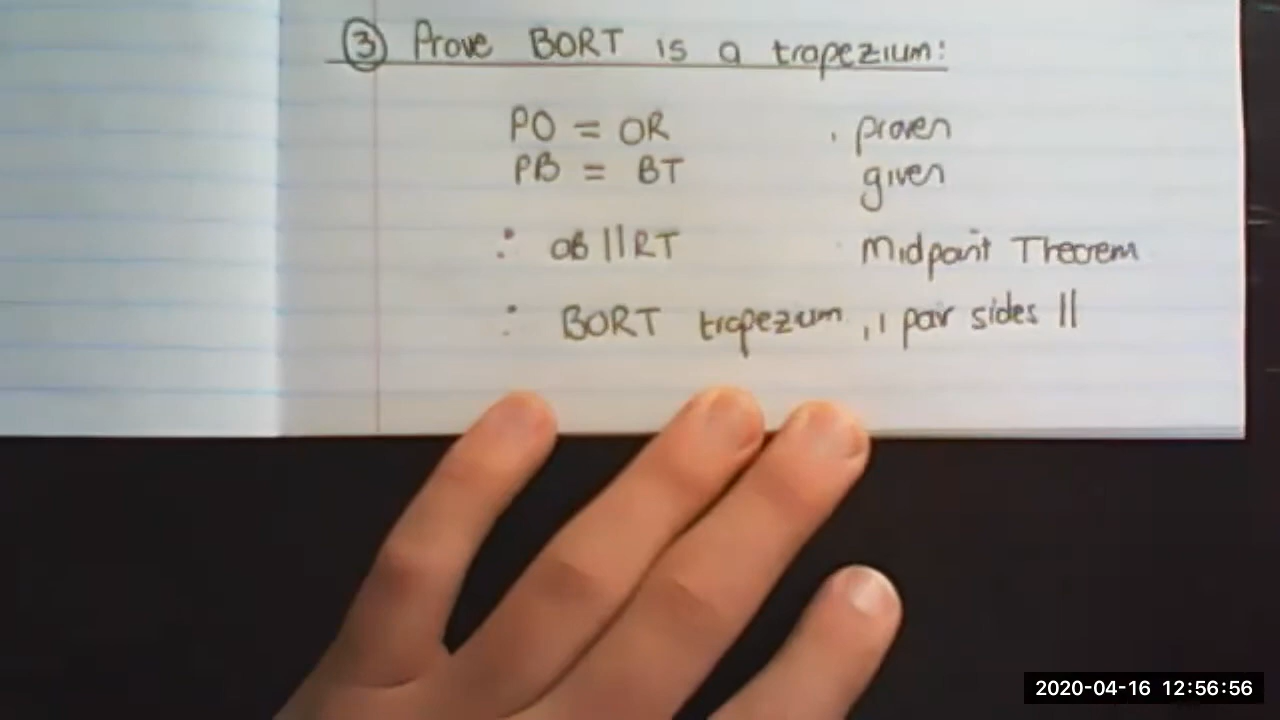 ③ Prove BORT is a trapezium:
PO = OR , proven
PB = BT given
∴ OB || RT Midpoint Theorem
∴ BORT trapezum , 1 pair sides ||
2020-04-16 12:56:56